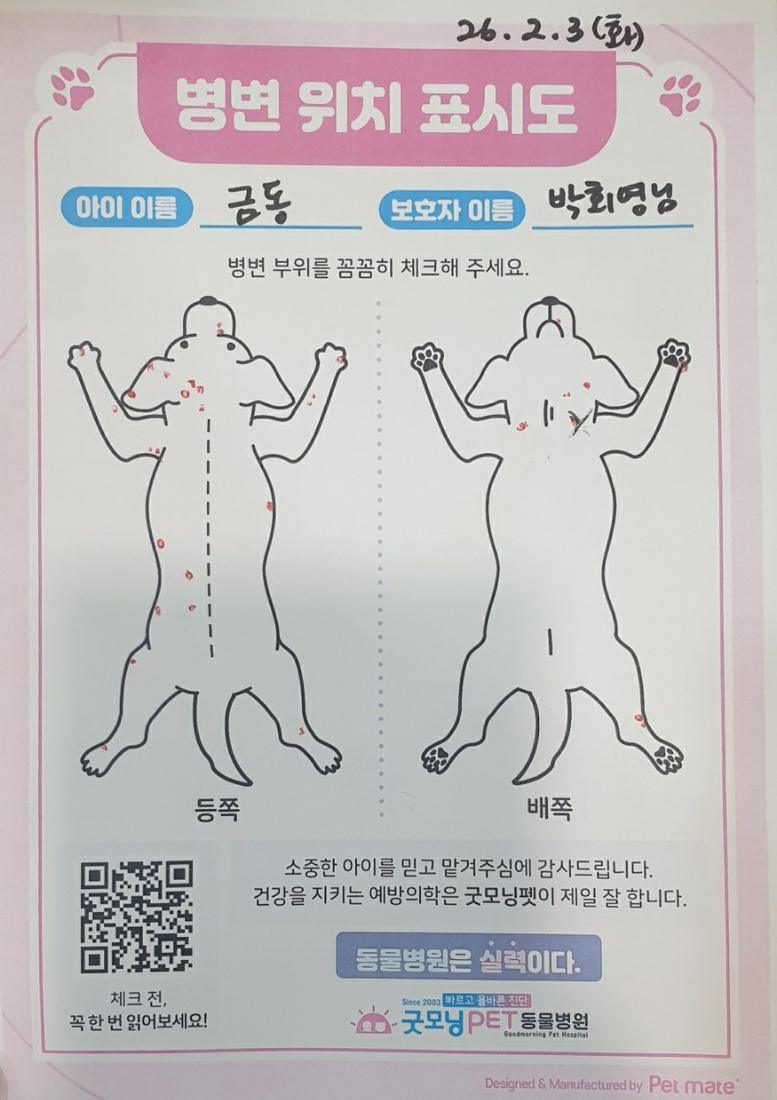 26.2.3(화)
병변 위치 표시도
아이 이름 금동 보호자 이름 박희영님
병변 부위를 꼼꼼히 체크해 주세요.
등쪽 배쪽
소중한 아이를 믿고 맡겨주심에 감사드립니다.
건강을 지키는 예방의학은 굿모닝펫이 제일 잘 합니다.
동물병원은 실력이다.
체크 전,
꼭 한 번 읽어보세요!
Since 2003 바르고 올바른 진단
굿모닝PET동물병원
Goodmorning Pet Hospital
Designed & Manufactured by Pet mate